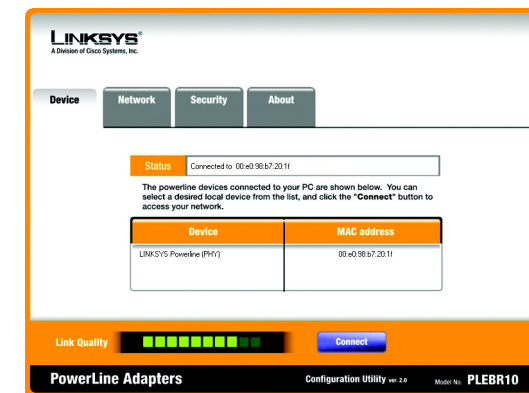 LINKSYS®
A Division of Cisco Systems, Inc.
Device Network Security About
Status Connected to 00:e0:98:b7:20:1f
The powerline devices connected to your PC are shown below. You can
select a desired local device from the list, and click the "Connect" button to
access your network.
Device MAC address
LINKSYS Powerline (PHY) 00:e0:98:b7:20:1f
Link Quality Connect
PowerLine Adapters Configuration Utility ver. 2.0 Model No. PLEBR10